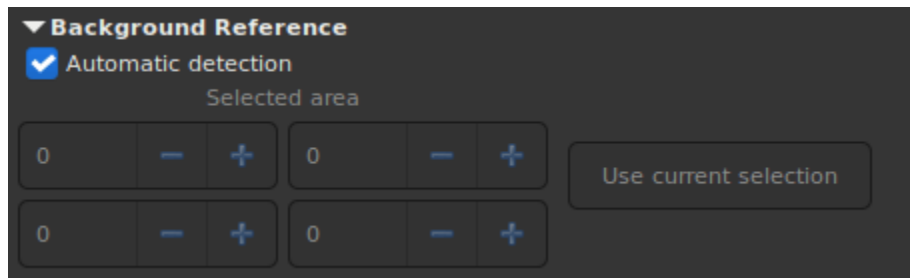 Background Reference
Automatic detection
Selected area
0 − + 0 − +
Use current selection
0 − + 0 − +